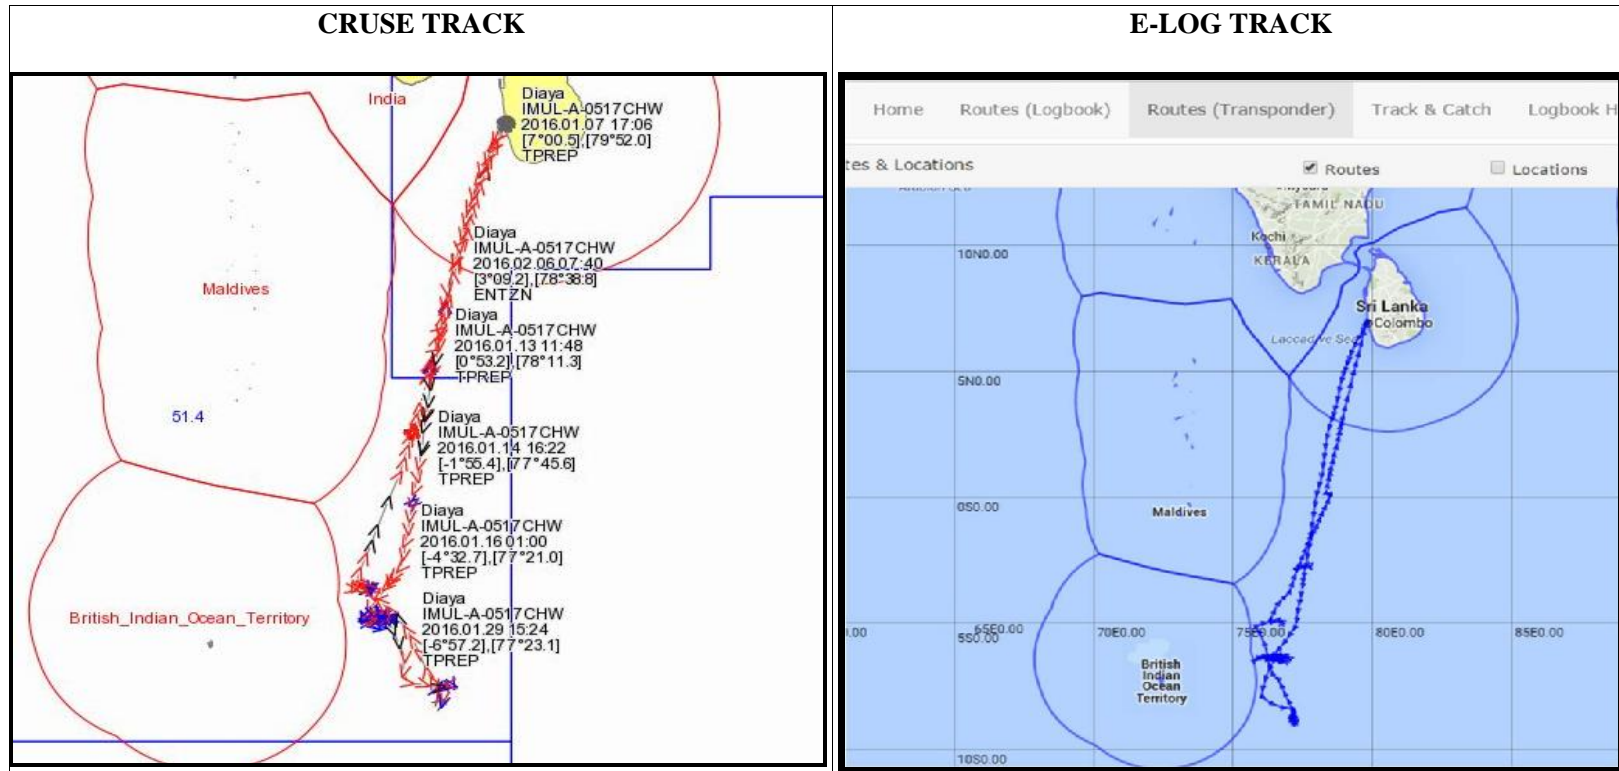 CRUSE TRACK
E-LOG TRACK
India
Diaya
IMUL-A-0517CHW
2016.01.07 17:06
[7°00.5],[79°52.0]
TPREP
Diaya
IMUL-A-0517CHW
2016.02.06 07:40
[3°09.2],[78°38.8]
ENTZN
Maldives
Diaya
IMUL-A-0517CHW
2016.01.13 11:48
[0°53.2],[78°11.3]
TPREP
51.4
Diaya
IMUL-A-0517CHW
2016.01.14 16:22
[-1°55.4],[77°45.6]
TPREP
Diaya
IMUL-A-0517CHW
2016.01.16 01:00
[-4°32.7],[77°21.0]
TPREP
British_Indian_Ocean_Territory
Diaya
IMUL-A-0517CHW
2016.01.29 15:24
[-6°57.2],[77°23.1]
TPREP
Home Routes (Logbook) Routes (Transponder) Track & Catch Logbook H
tes & Locations Routes Locations
TAMIL NADU
Kochi
KERALA
10N0.00
Sri Lanka
Colombo
Laccadive Sea
5N0.00
0S0.00
Maldives
.00 65E0.00 70E0.00 75E0.00 80E0.00 85E0.00
5S0.00
British
Indian
Ocean
Territory
10S0.00